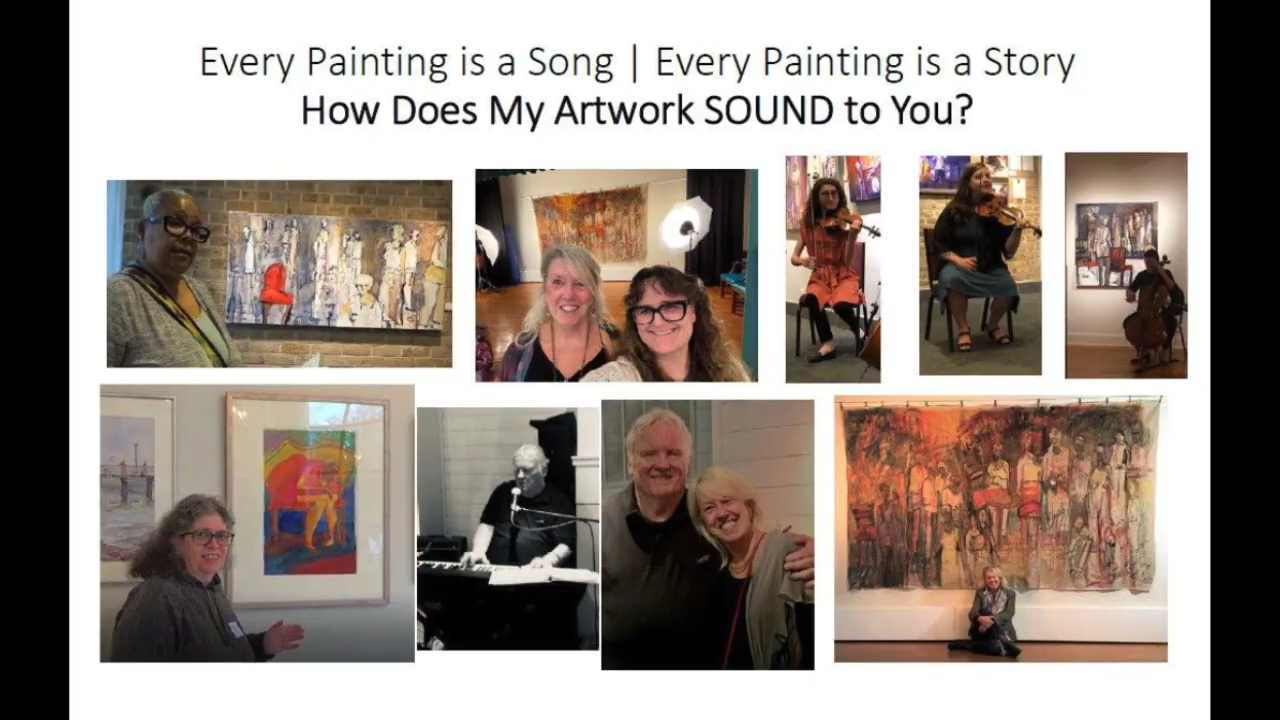 Every Painting is a Song | Every Painting is a Story
How Does My Artwork SOUND to You?